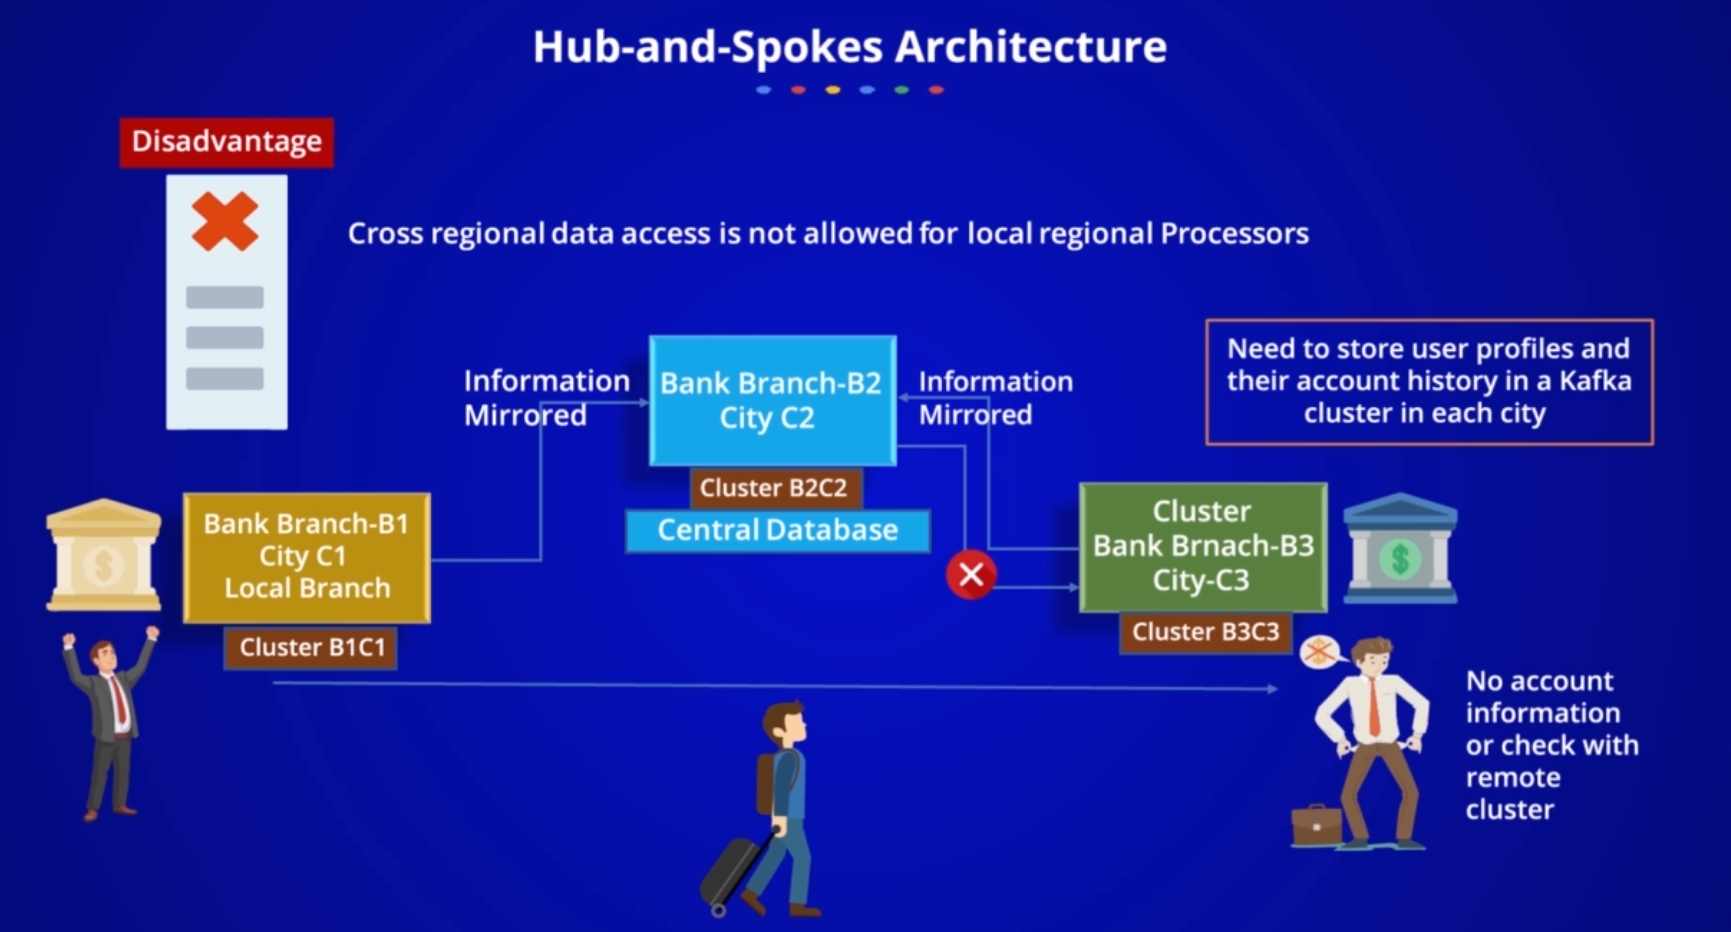 Hub-and-Spokes Architecture
Disadvantage
Cross regional data access is not allowed for local regional Processors
Need to store user profiles and
their account history in a Kafka
cluster in each city
Information
Mirrored
Bank Branch-B2
City C2
Cluster B2C2
Central Database
Information
Mirrored
Bank Branch-B1
City C1
Local Branch
Cluster B1C1
Cluster
Bank Brnach-B3
City-C3
Cluster B3C3
No account
information
or check with
remote
cluster